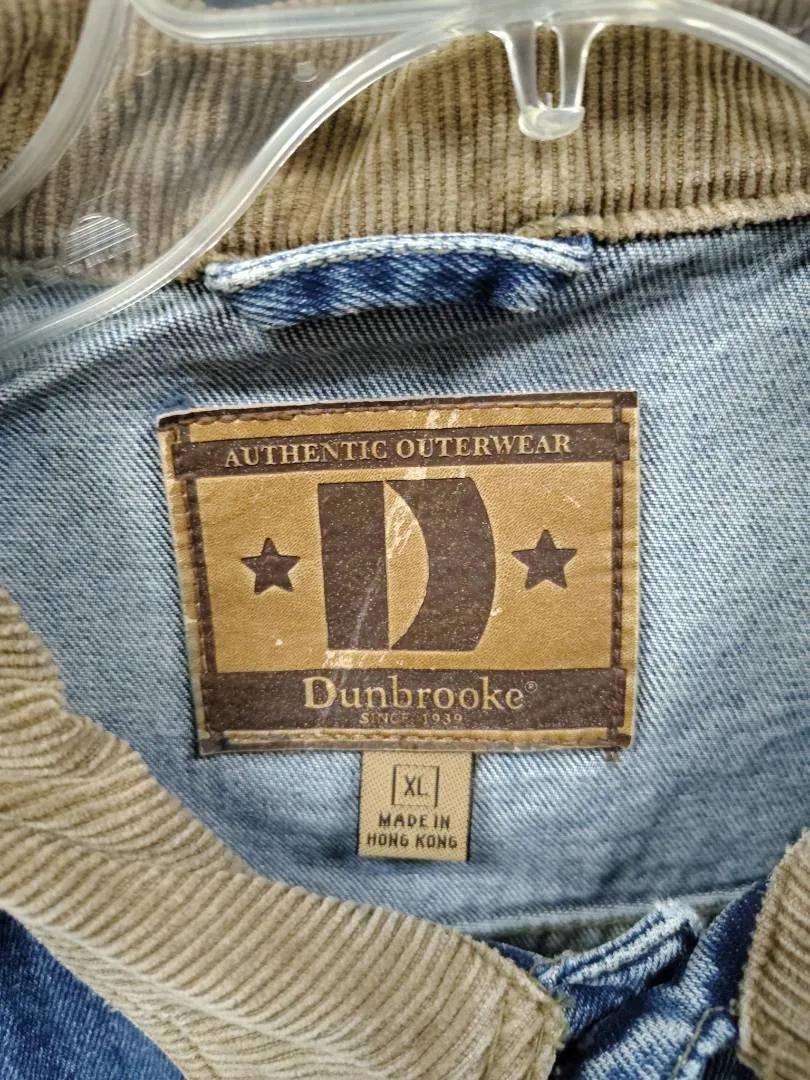 AUTHENTIC OUTERWEAR
D
Dunbrooke®
SINCE 1939
XL
MADE IN
HONG KONG